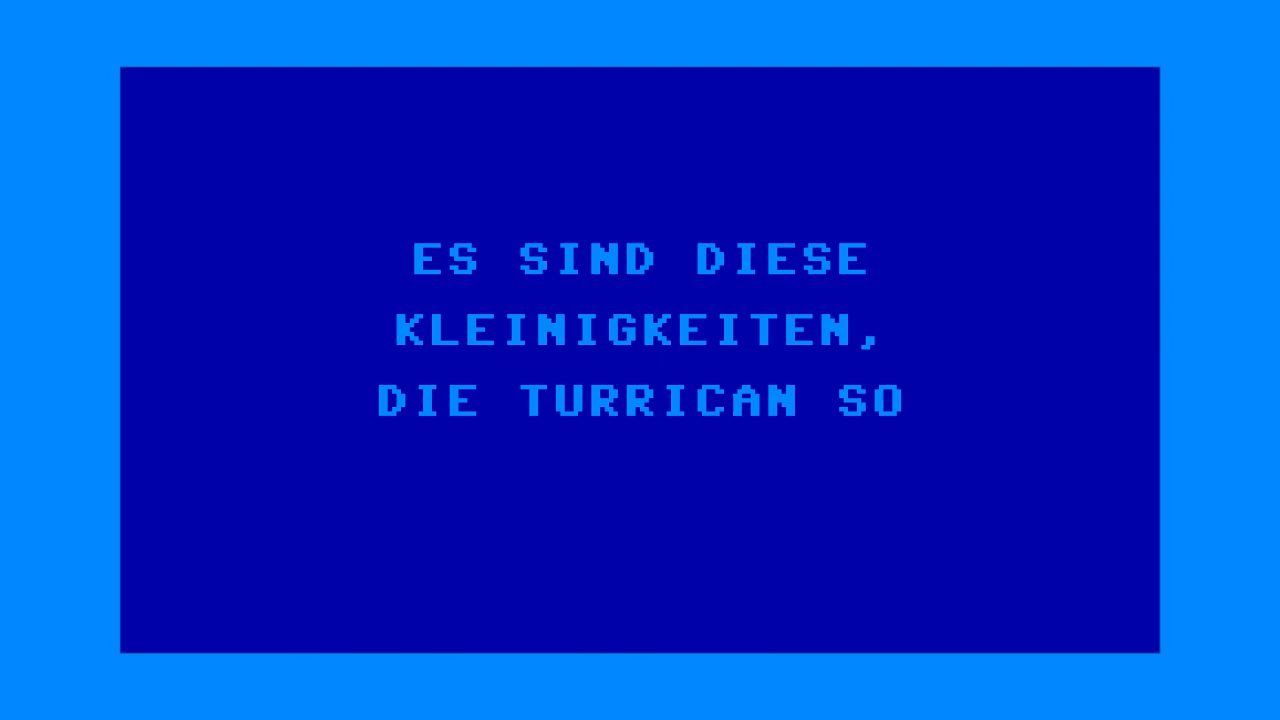 ES SIND DIESE
KLEINIGKEITEN,
DIE TURRICAN SO